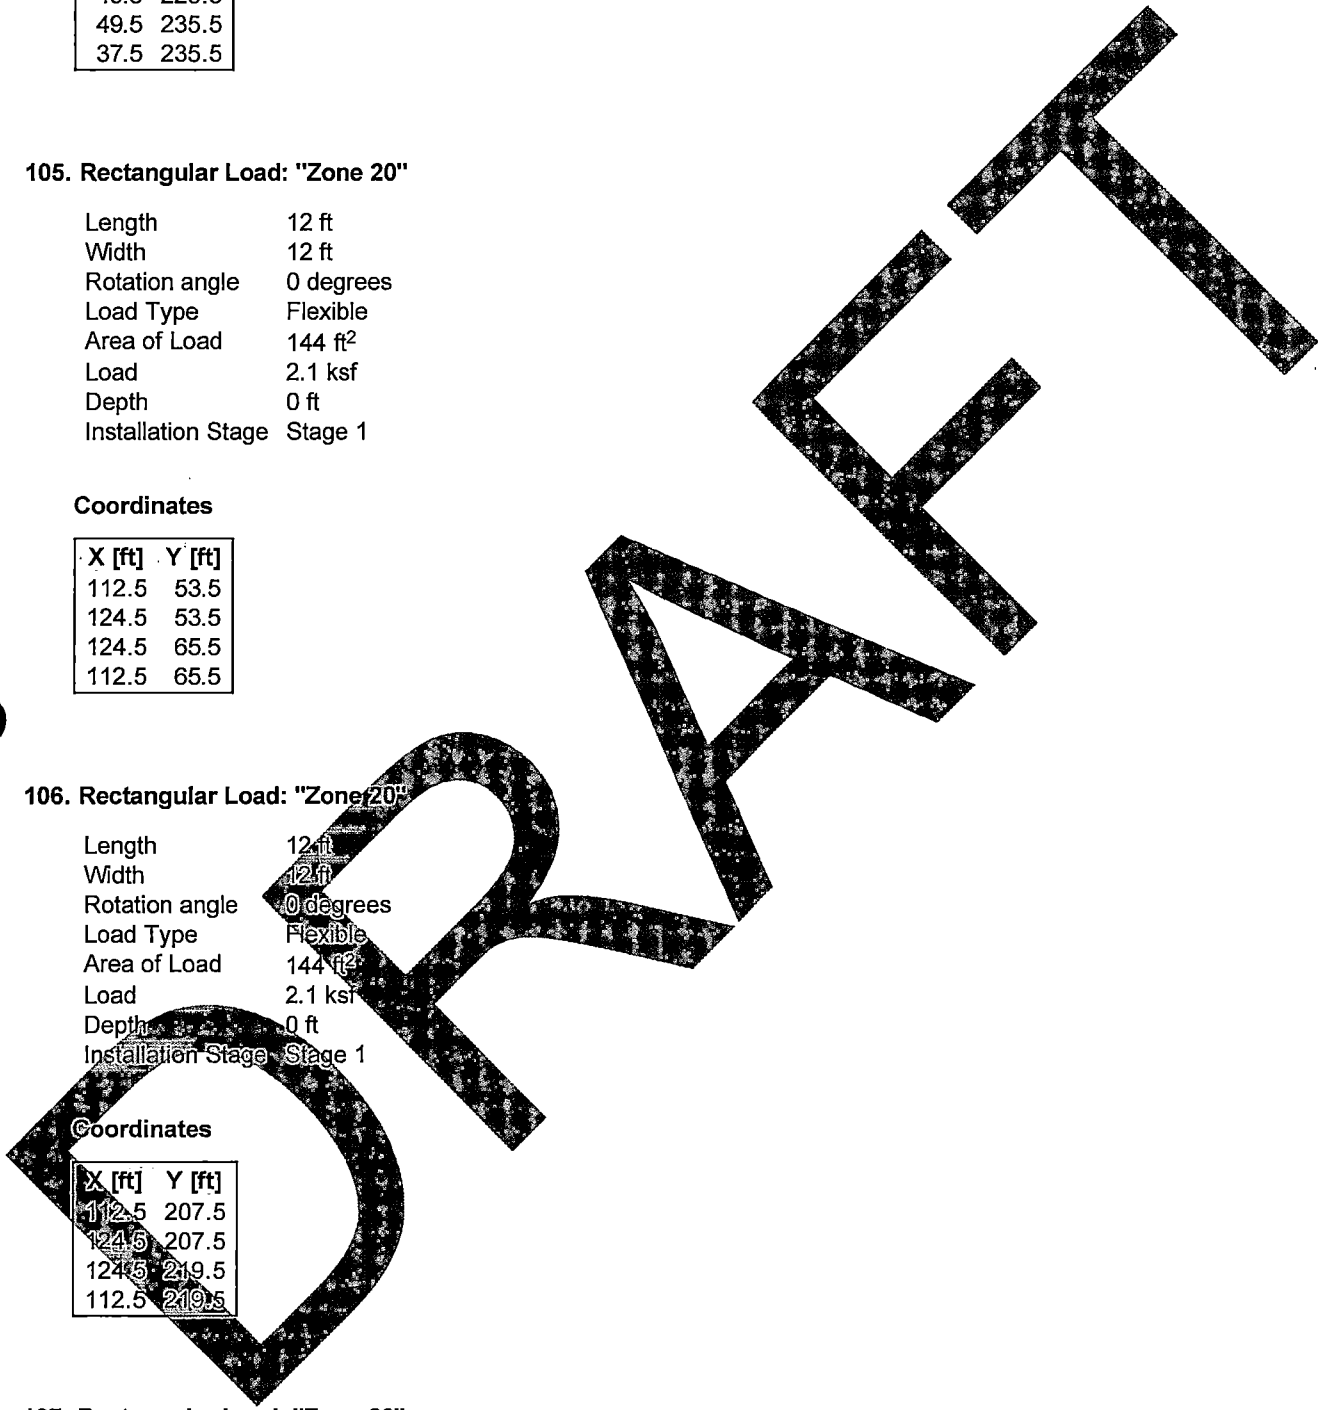 49.5 235.5
37.5 235.5
105. Rectangular Load: "Zone 20"
Length 12 ft
Width 12 ft
Rotation angle 0 degrees
Load Type Flexible
Area of Load 144 ft²
Load 2.1 ksf
Depth 0 ft
Installation Stage Stage 1
Coordinates
X [ft] Y [ft]
112.5 53.5
124.5 53.5
124.5 65.5
112.5 65.5
106. Rectangular Load: "Zone 20"
Length 12 ft
Width 12 ft
Rotation angle 0 degrees
Load Type Flexible
Area of Load 144 ft²
Load 2.1 ksf
Depth 0 ft
Installation Stage Stage 1
Coordinates
X [ft] Y [ft]
112.5 207.5
124.5 207.5
124.5 219.5
112.5 219.5
DRAFT